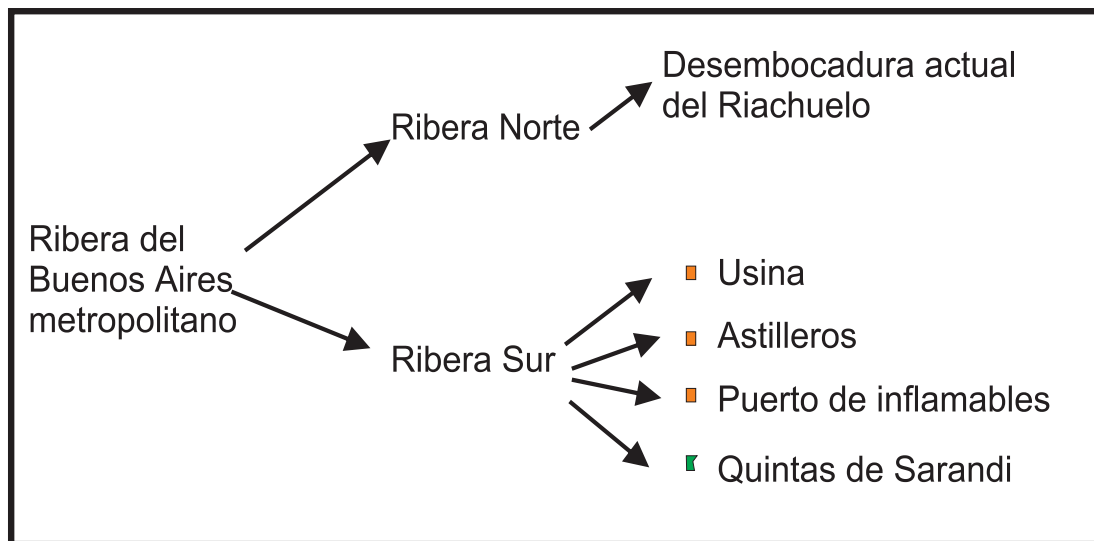 Desembocadura actual
del Riachuelo
Ribera Norte
Ribera del
Buenos Aires
metropolitano
Ribera Sur
Usina
Astilleros
Puerto de inflamables
Quintas de Sarandi